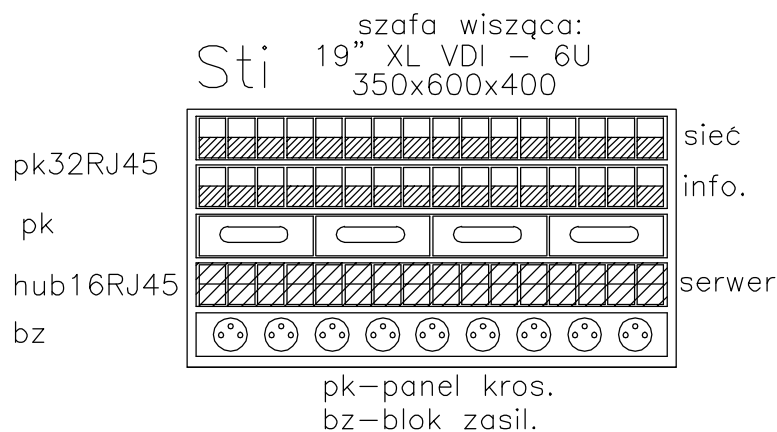 szafa wisząca:
Sti 19” XL VDI – 6U
350x600x400
sieć
pk32RJ45
info.
pk
hub16RJ45 serwer
bz
pk–panel kros.
bz–blok zasil.